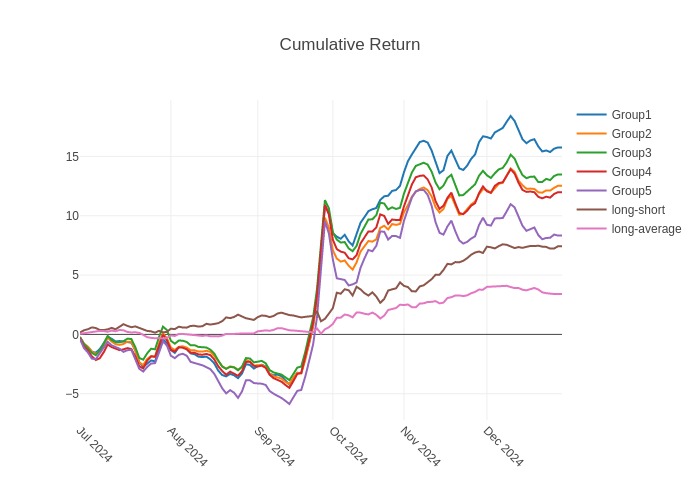 Cumulative Return
15
10
5
0
−5
Jul 2024
Aug 2024
Sep 2024
Oct 2024
Nov 2024
Dec 2024
Group1
Group2
Group3
Group4
Group5
long-short
long-average